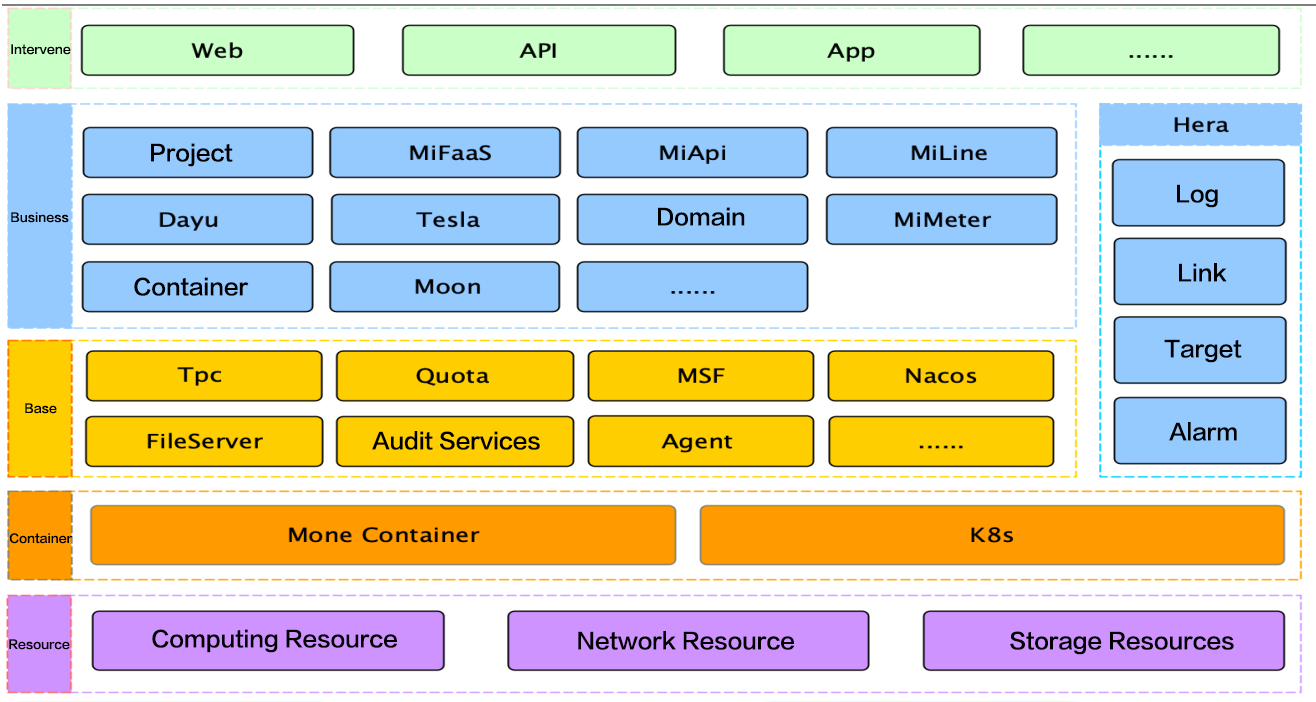 Intervene
Web
API
App
......
Business
Project
MiFaaS
MiApi
MiLine
Dayu
Tesla
Domain
MiMeter
Container
Moon
......
Hera
Log
Link
Target
Alarm
Base
Tpc
Quota
MSF
Nacos
FileServer
Audit Services
Agent
......
Container
Mone Container
K8s
Resource
Computing Resource
Network Resource
Storage Resources